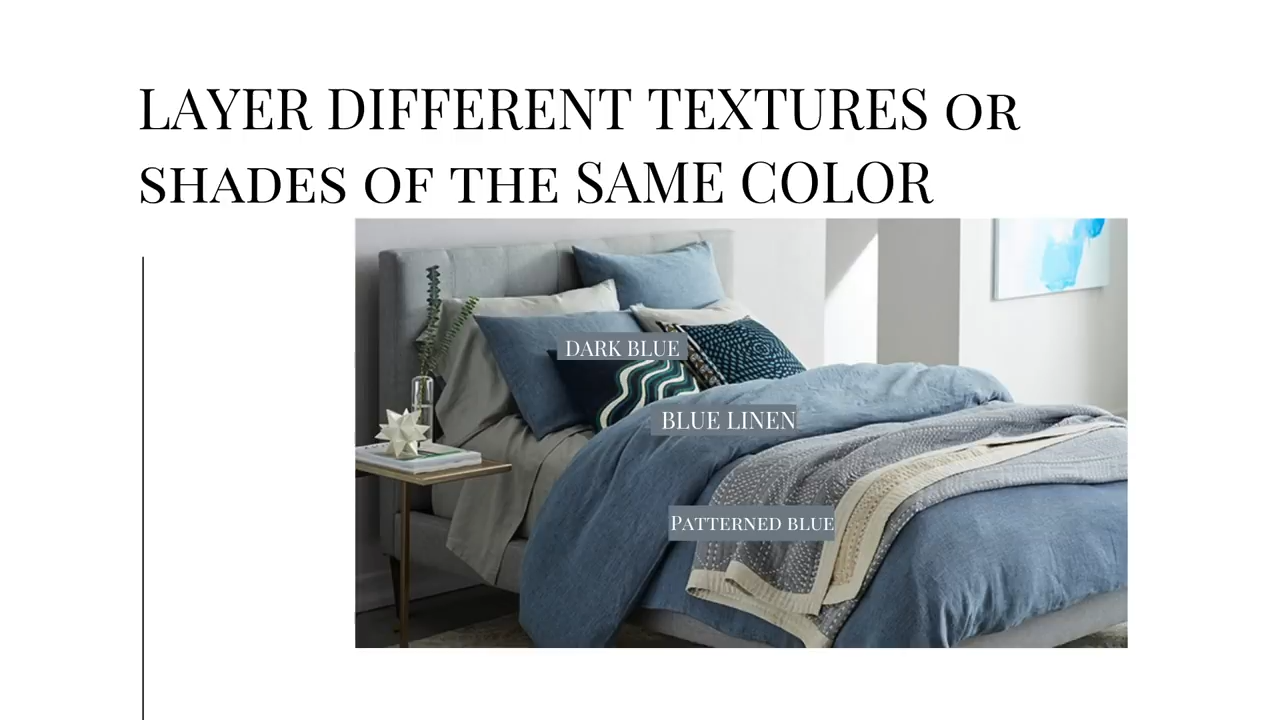 LAYER DIFFERENT TEXTURES OR
SHADES OF THE SAME COLOR
DARK BLUE
BLUE LINEN
PATTERNED BLUE